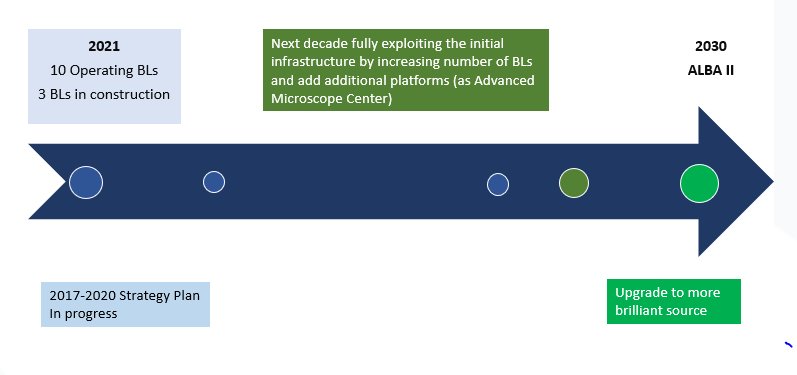 2021
10 Operating BLs
3 BLs in construction
Next decade fully exploiting the initial
infrastructure by increasing number of BLs
and add additional platforms (as Advanced
Microscope Center)
2030
ALBA II
2017-2020 Strategy Plan
In progress
Upgrade to more
brilliant source